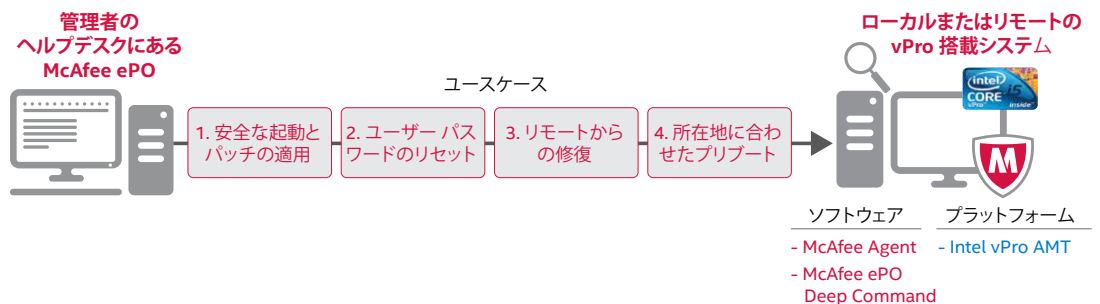 管理者の
ヘルプデスクにある
McAfee ePO
ローカルまたはリモートの
vPro 搭載システム
ユースケース
1. 安全な起動と
パッチの適用
2. ユーザー パス
ワードのリセット
3. リモートから
の修復
4. 所在地に合わ
せたプリブート
intel
CORE i5
vPro
inside
M
ソフトウェア
- McAfee Agent
- McAfee ePO
Deep Command
プラットフォーム
- Intel vPro AMT